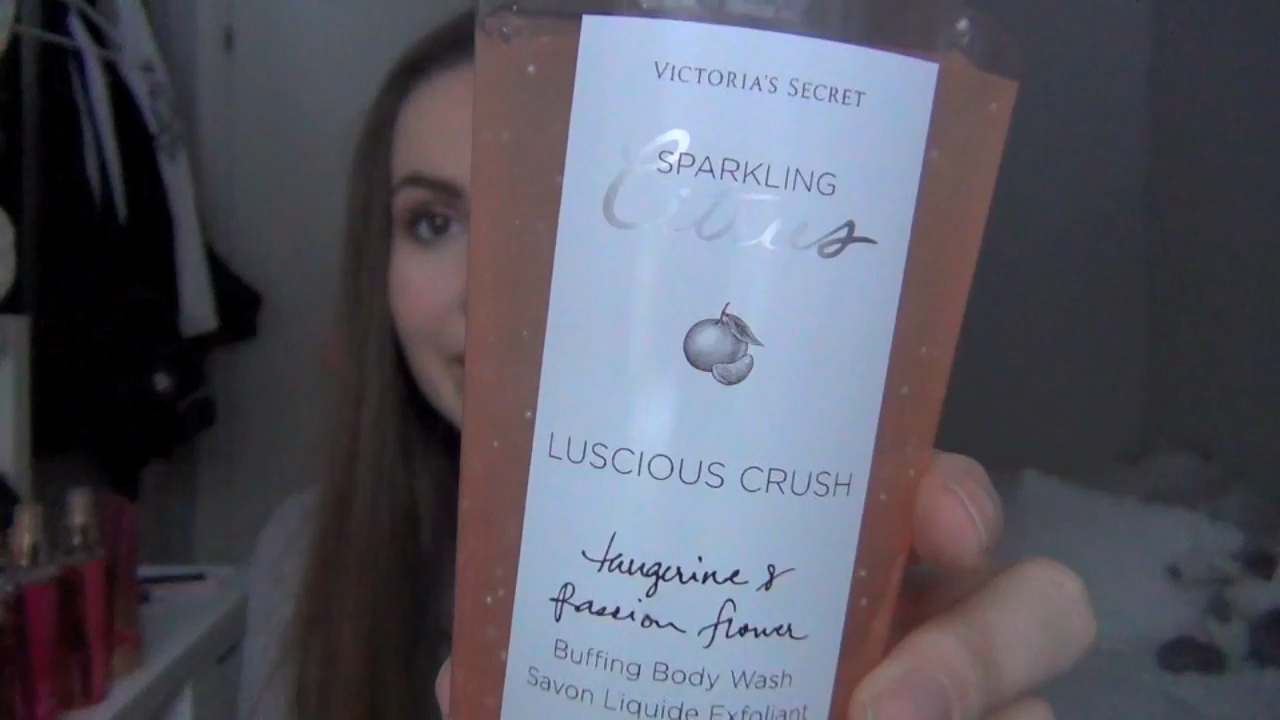 VICTORIA'S SECRET
SPARKLING
Citrus
LUSCIOUS CRUSH
tangerine &
passion flower
Buffing Body Wash
Savon Liquide Exfoliant